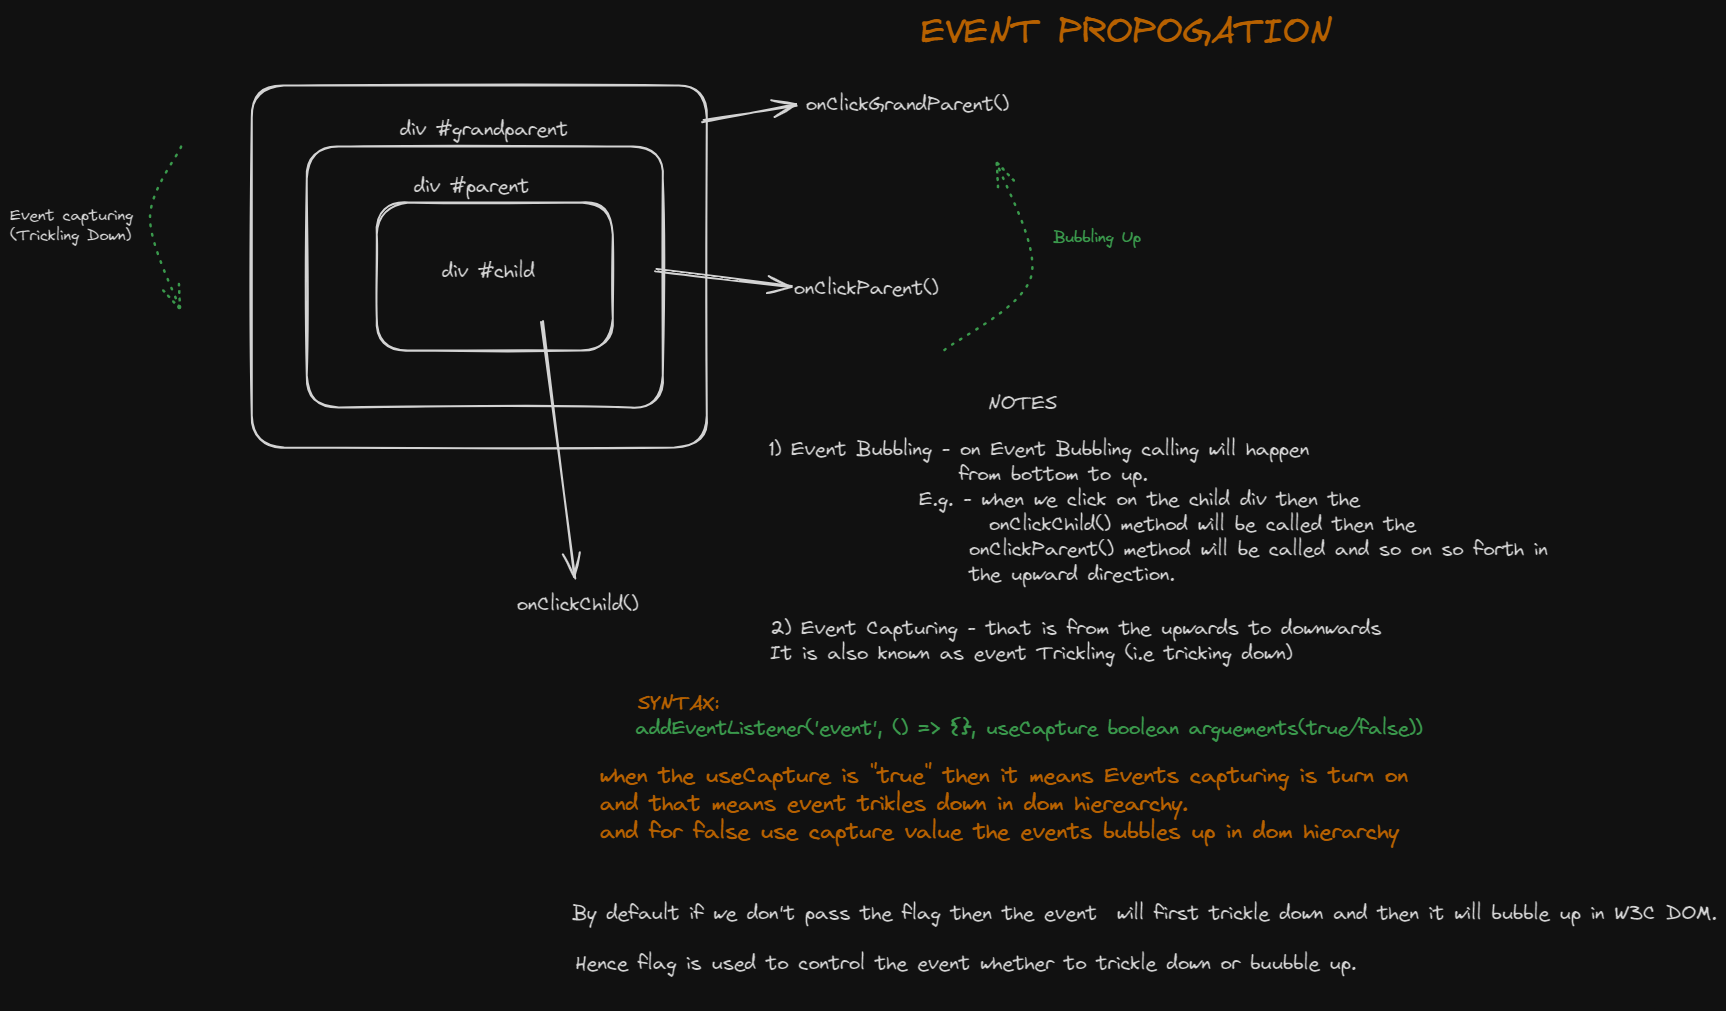 EVENT PROPOGATION
onClickGrandParent()
div #grandparent
div #parent
Event capturing
(Trickling Down)
Bubbling Up
div #child
onClickParent()
NOTES
1) Event Bubbling - on Event Bubbling calling will happen
from bottom to up.
E.g. - when we click on the child div then the
onClickChild() method will be called then the
onClickParent() method will be called and so on so forth in
the upward direction.
onClickChild()
2) Event Capturing - that is from the upwards to downwards
It is also known as event Trickling (i.e tricking down)
SYNTAX:
addEventListener('event', () => {}, useCapture boolean arguements(true/false))
when the useCapture is "true" then it means Events capturing is turn on
and that means event trikles down in dom hierearchy.
and for false use capture value the events bubbles up in dom hierarchy
By default if we don't pass the flag then the event will first trickle down and then it will bubble up in W3C DOM.
Hence flag is used to control the event whether to trickle down or buubble up.